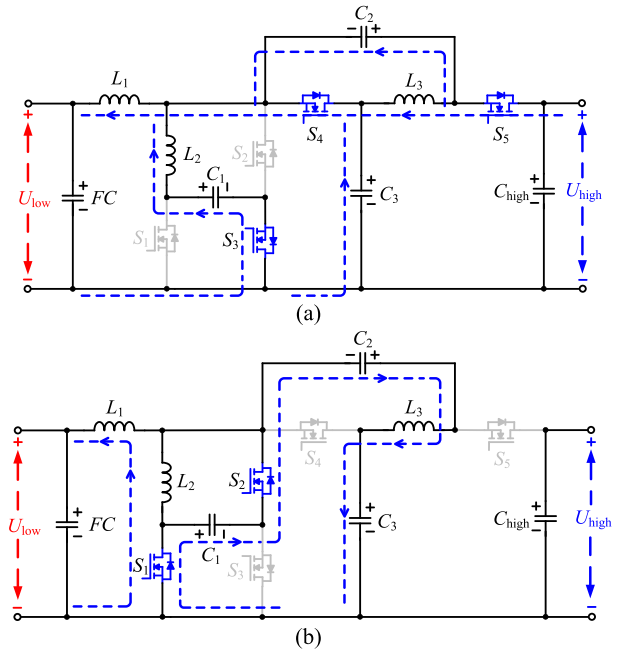 C2
− +
L1 L3
+ S4 S5 +
L2 S2
Ulow + FC C1 + C3 Chigh + Uhigh
− + − − −
S1 S3
− −
(a)
C2
− +
L1 L3
+ S4 S5 +
L2 S2
Ulow + FC + − + C3 Chigh + Uhigh
− C1 − −
S1 S3
− −
(b)